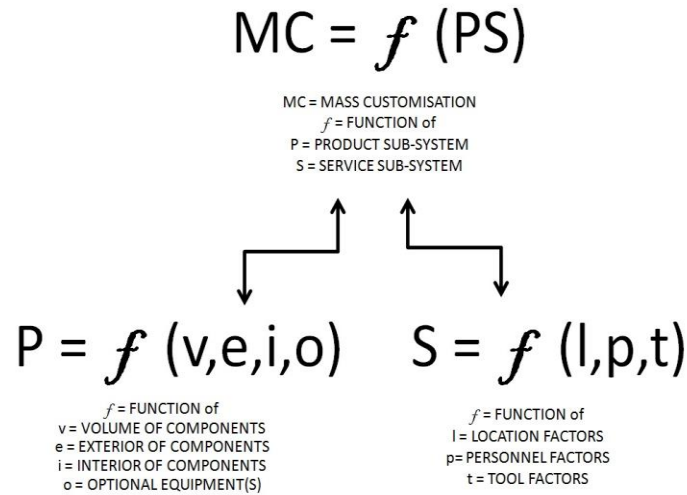 MC = f (PS)
MC = MASS CUSTOMISATION
f = FUNCTION of
P = PRODUCT SUB-SYSTEM
S = SERVICE SUB-SYSTEM
P = f (v,e,i,o)
f = FUNCTION of
v = VOLUME OF COMPONENTS
e = EXTERIOR OF COMPONENTS
i = INTERIOR OF COMPONENTS
o = OPTIONAL EQUIPMENT(S)
S = f (l,p,t)
f = FUNCTION of
l = LOCATION FACTORS
p= PERSONNEL FACTORS
t = TOOL FACTORS